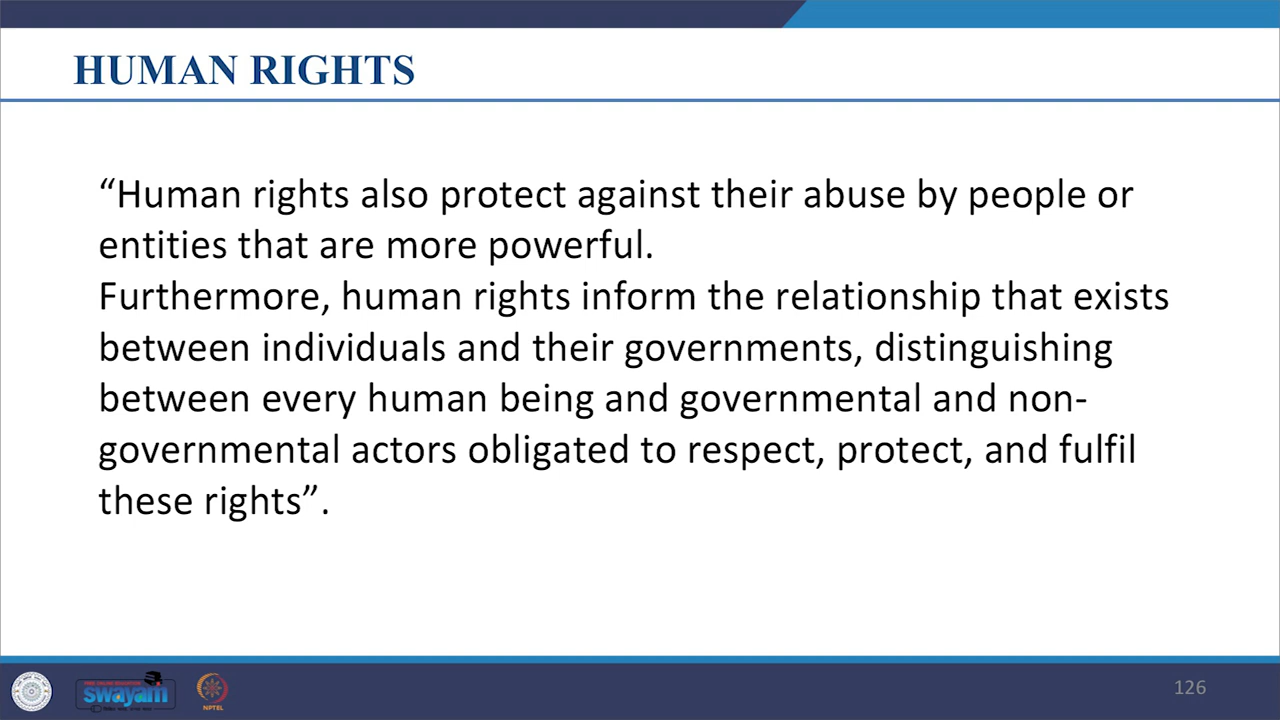 HUMAN RIGHTS
“Human rights also protect against their abuse by people or
entities that are more powerful.
Furthermore, human rights inform the relationship that exists
between individuals and their governments, distinguishing
between every human being and governmental and non-
governmental actors obligated to respect, protect, and fulfil
these rights”.
swayam
NPTEL
126